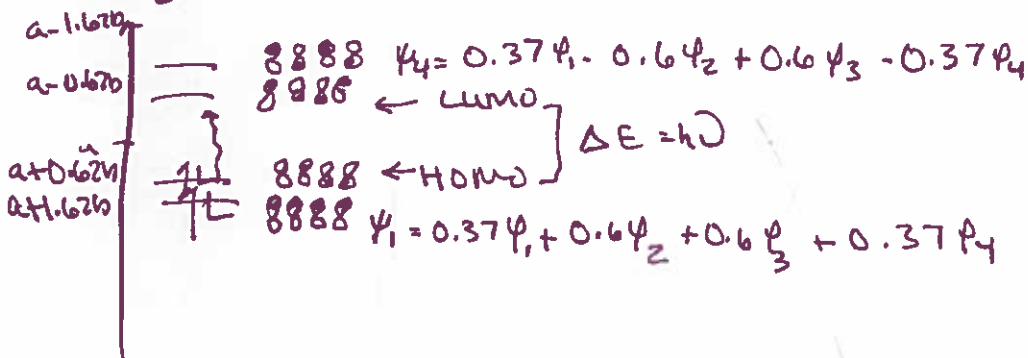 a-1.62b
8888 ψ4= 0.37φ1 - 0.6φ2 + 0.6φ3 - 0.37φ4
a-0.62b
8888 ← LUMO
ΔE = hν
a
a+0.62b 8888 ← HOMO
a+1.62b 8888 ψ1 = 0.37φ1 + 0.6φ2 + 0.6φ3 + 0.37φ4